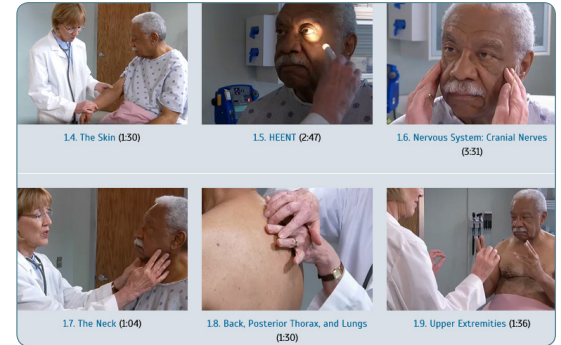 1.4. The Skin (1:30)
1.5. HEENT (2:47)
1.6. Nervous System: Cranial Nerves
(3:31)
1.7. The Neck (1:04)
1.8. Back, Posterior Thorax, and Lungs
(1:30)
1.9. Upper Extremities (1:36)